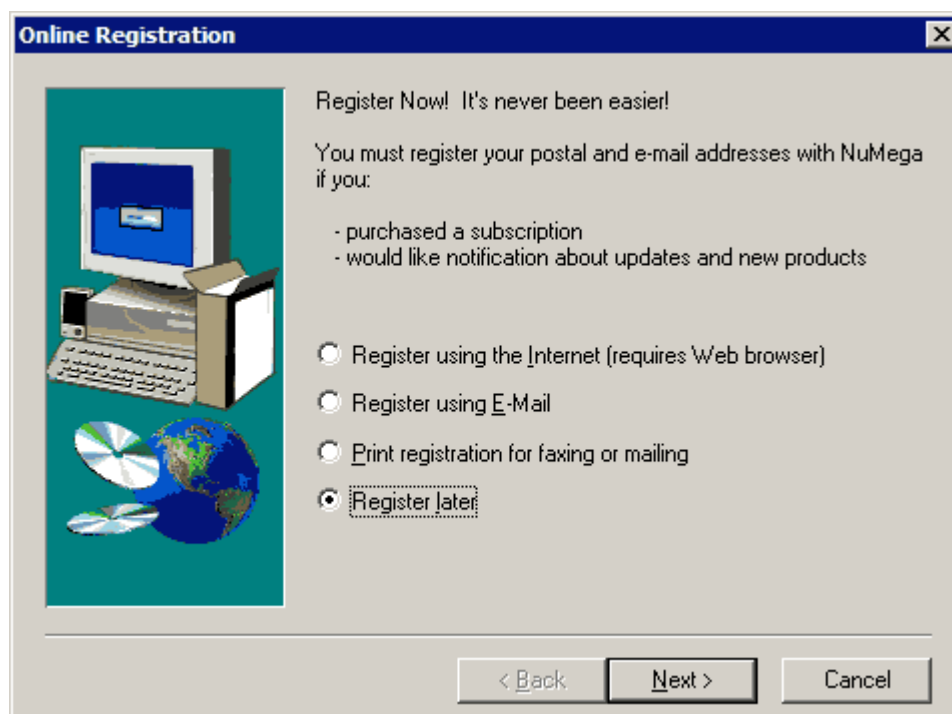 Online Registration
Register Now!  It's never been easier!
You must register your postal and e-mail addresses with NuMega
if you:
- purchased a subscription
- would like notification about updates and new products
Register using the Internet (requires Web browser)
Register using E-Mail
Print registration for faxing or mailing
Register later
< Back
Next >
Cancel